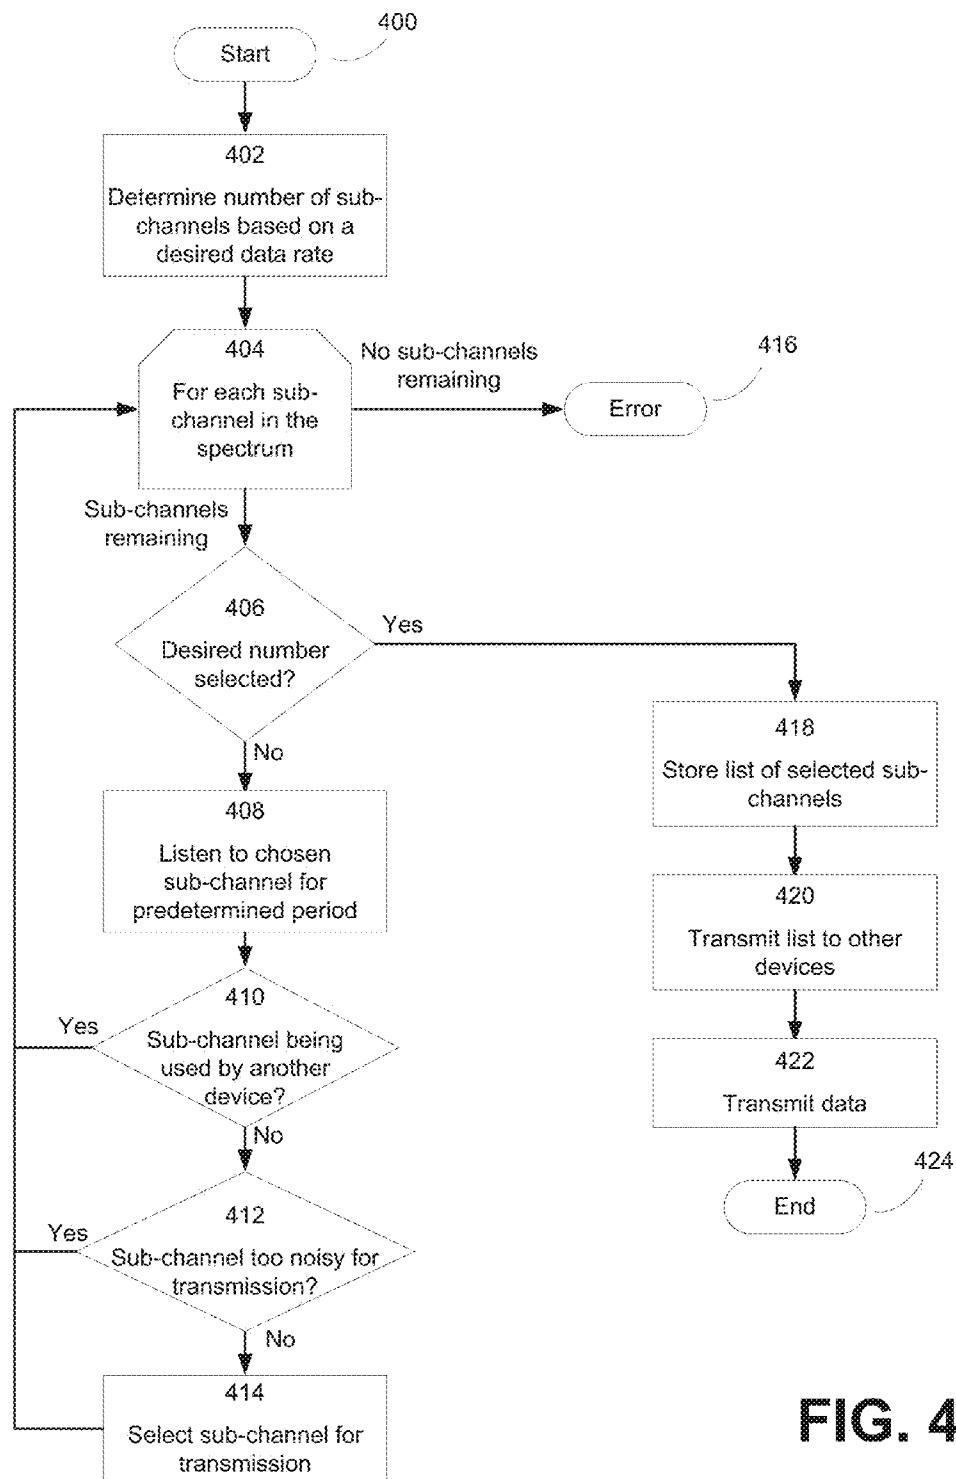 400
Start
402
Determine number of sub-
channels based on a
desired data rate
404
For each sub-
channel in the
spectrum
No sub-channels
remaining
416
Error
Sub-channels
remaining
406
Desired number
selected?
Yes
No
418
Store list of selected sub-
channels
408
Listen to chosen
sub-channel for
predetermined period
420
Transmit list to other
devices
410
Sub-channel being
used by another
device?
Yes
No
422
Transmit data
424
End
412
Sub-channel too noisy for
transmission?
Yes
No
414
Select sub-channel for
transmission
FIG. 4